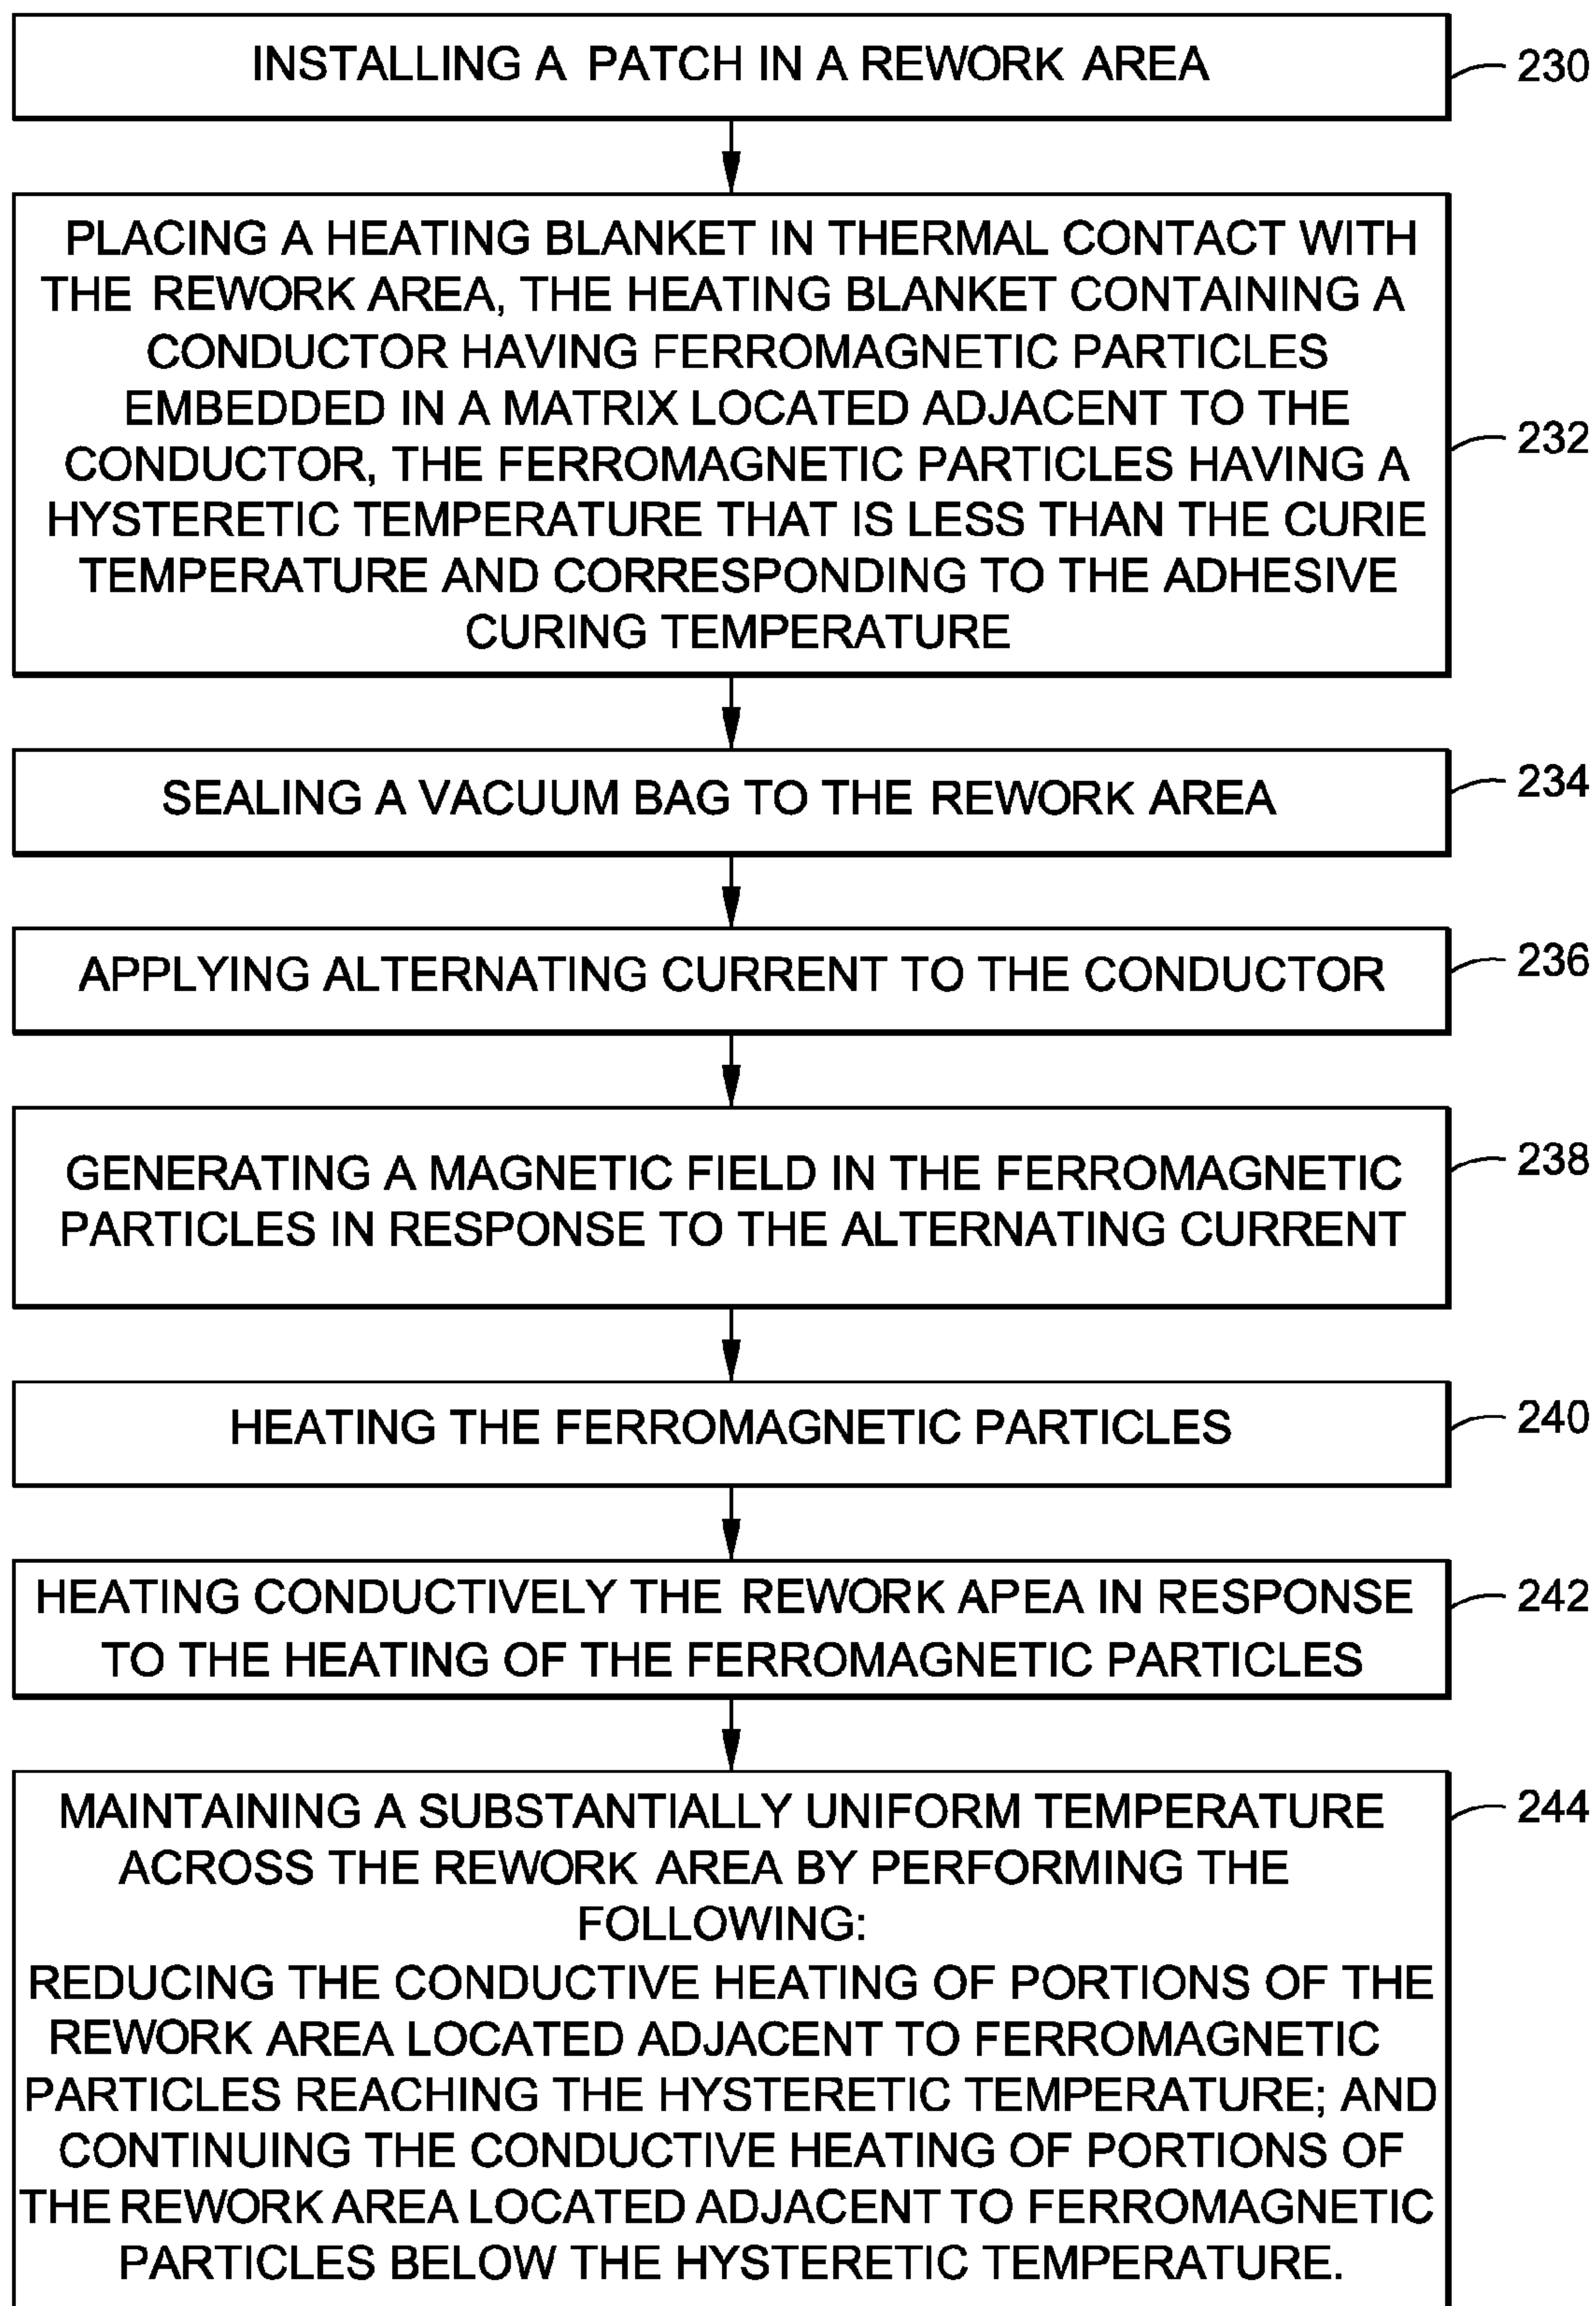 INSTALLING A PATCH IN A REWORK AREA
230
PLACING A HEATING BLANKET IN THERMAL CONTACT WITH
THE REWORK AREA, THE HEATING BLANKET CONTAINING A
CONDUCTOR HAVING FERROMAGNETIC PARTICLES
EMBEDDED IN A MATRIX LOCATED ADJACENT TO THE
CONDUCTOR, THE FERROMAGNETIC PARTICLES HAVING A
HYSTERETIC TEMPERATURE THAT IS LESS THAN THE CURIE
TEMPERATURE AND CORRESPONDING TO THE ADHESIVE
CURING TEMPERATURE
232
SEALING A VACUUM BAG TO THE REWORK AREA
234
APPLYING ALTERNATING CURRENT TO THE CONDUCTOR
236
GENERATING A MAGNETIC FIELD IN THE FERROMAGNETIC
PARTICLES IN RESPONSE TO THE ALTERNATING CURRENT
238
HEATING THE FERROMAGNETIC PARTICLES
240
HEATING CONDUCTIVELY THE REWORK APEA IN RESPONSE
TO THE HEATING OF THE FERROMAGNETIC PARTICLES
242
MAINTAINING A SUBSTANTIALLY UNIFORM TEMPERATURE
ACROSS THE REWORK AREA BY PERFORMING THE
FOLLOWING:
REDUCING THE CONDUCTIVE HEATING OF PORTIONS OF THE
REWORK AREA LOCATED ADJACENT TO FERROMAGNETIC
PARTICLES REACHING THE HYSTERETIC TEMPERATURE; AND
CONTINUING THE CONDUCTIVE HEATING OF PORTIONS OF
THE REWORK AREA LOCATED ADJACENT TO FERROMAGNETIC
PARTICLES BELOW THE HYSTERETIC TEMPERATURE.
244